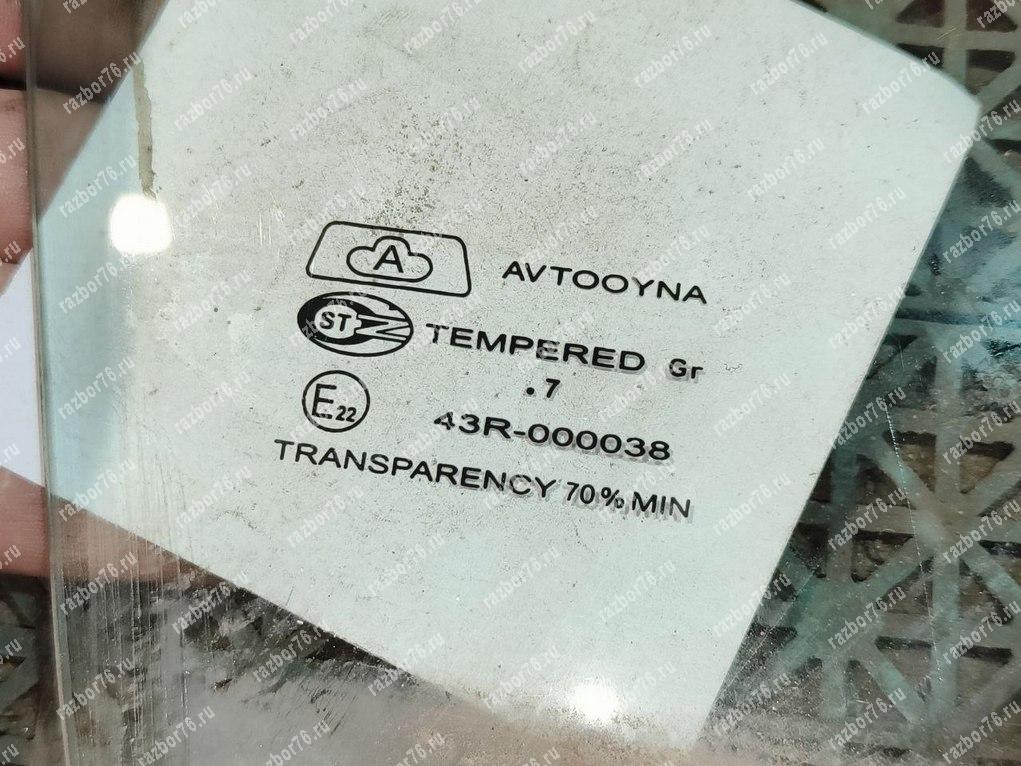 A AVTOOYNA
ST TEMPERED Gr
.7
E22 43R-000038
TRANSPARENCY 70% MIN
razbor76.ru